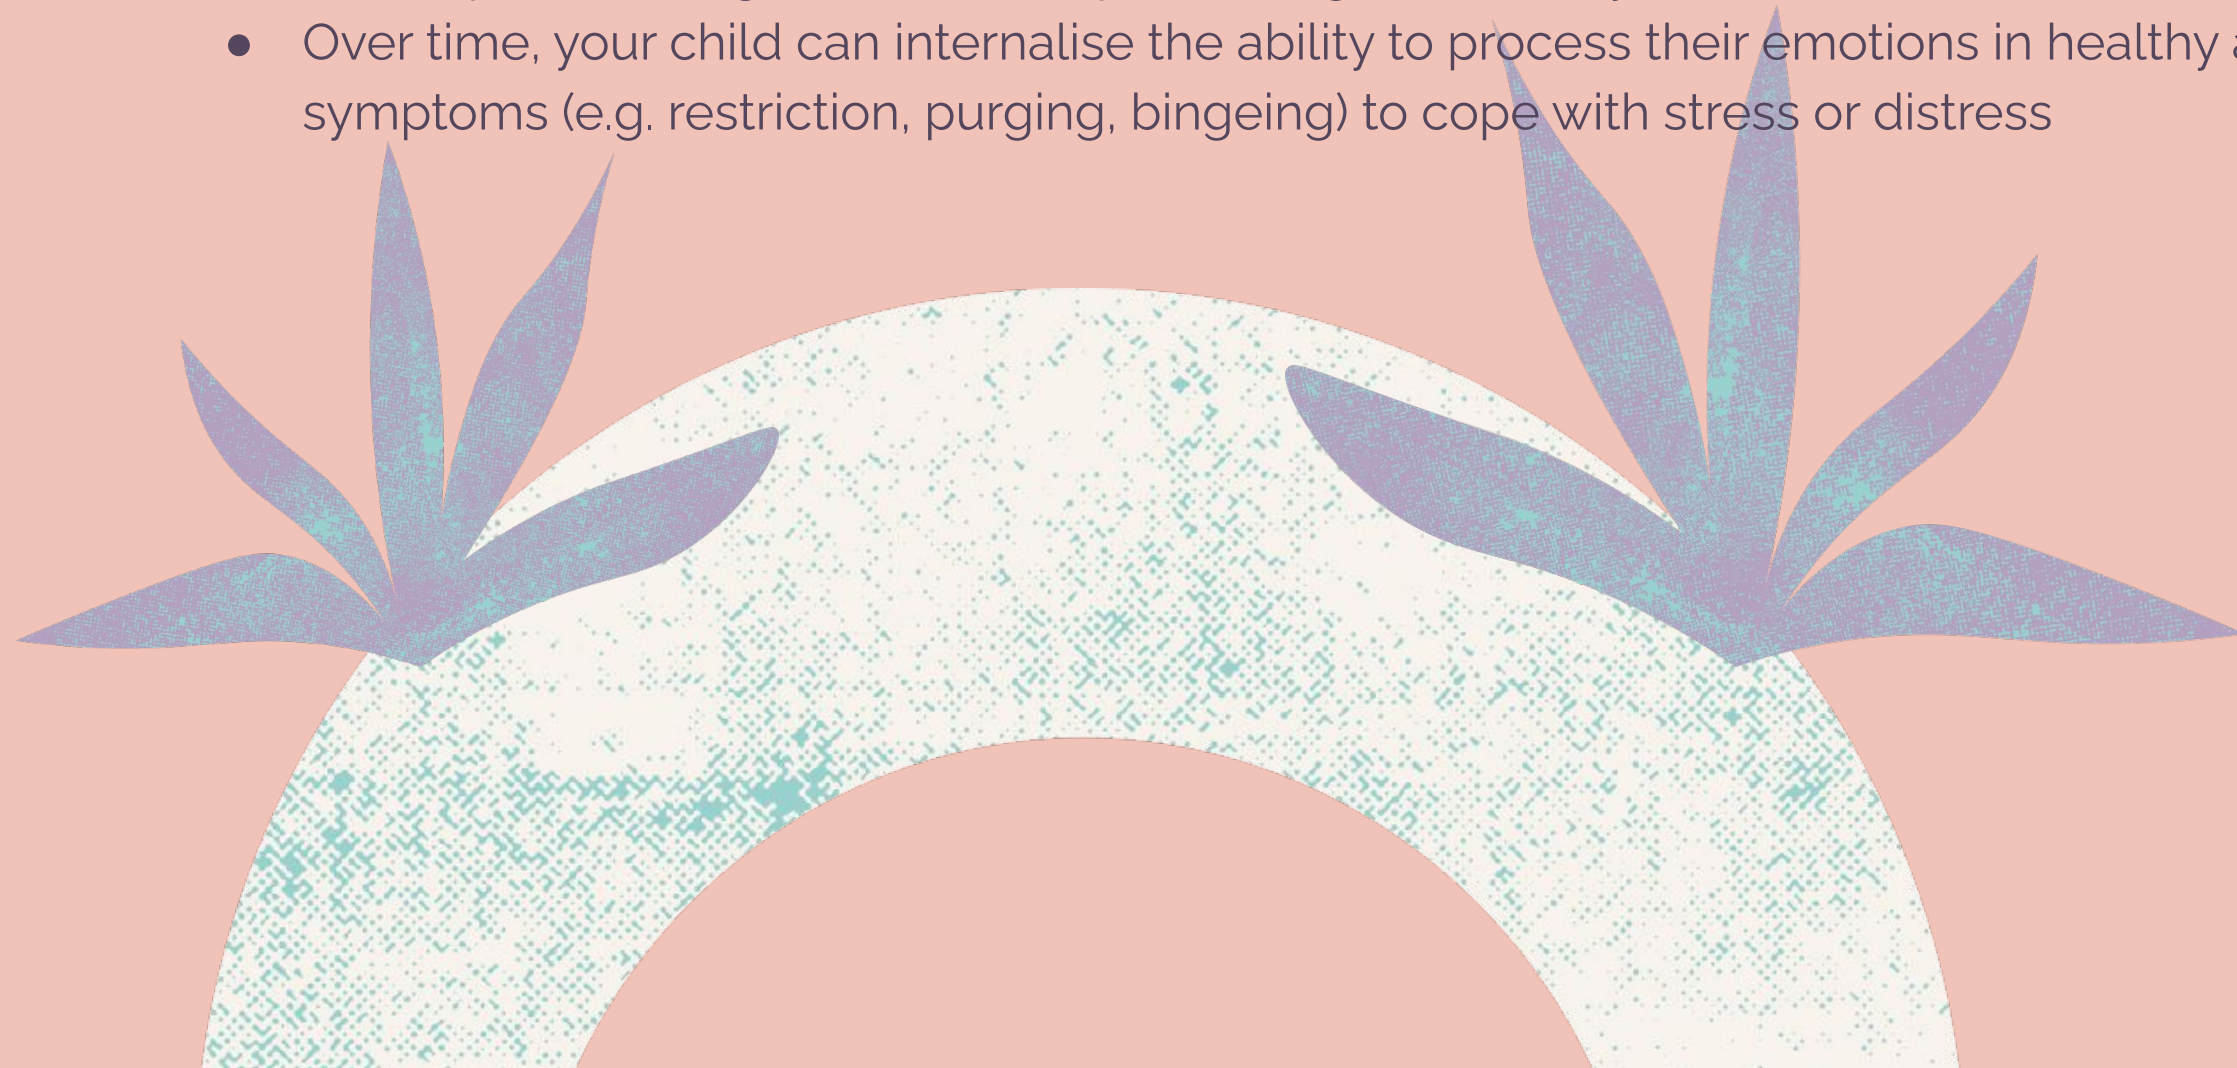 ● Over time, your child can internalise the ability to process their emotions in healthy
symptoms (e.g. restriction, purging, bingeing) to cope with stress or distress